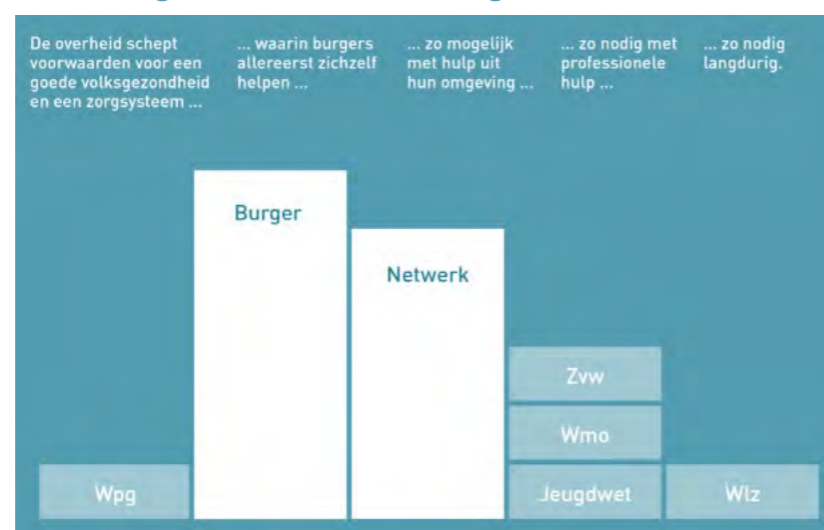 De overheid schept
voorwaarden voor een
goede volksgezondheid
en een zorgsysteem ...
... waarin burgers
allereerst zichzelf
helpen ...
... zo mogelijk
met hulp uit
hun omgeving ...
... zo nodig met
professionele
hulp ...
... zo nodig
langdurig.
Burger
Netwerk
Zvw
Wmo
Wpg
Jeugdwet
Wlz